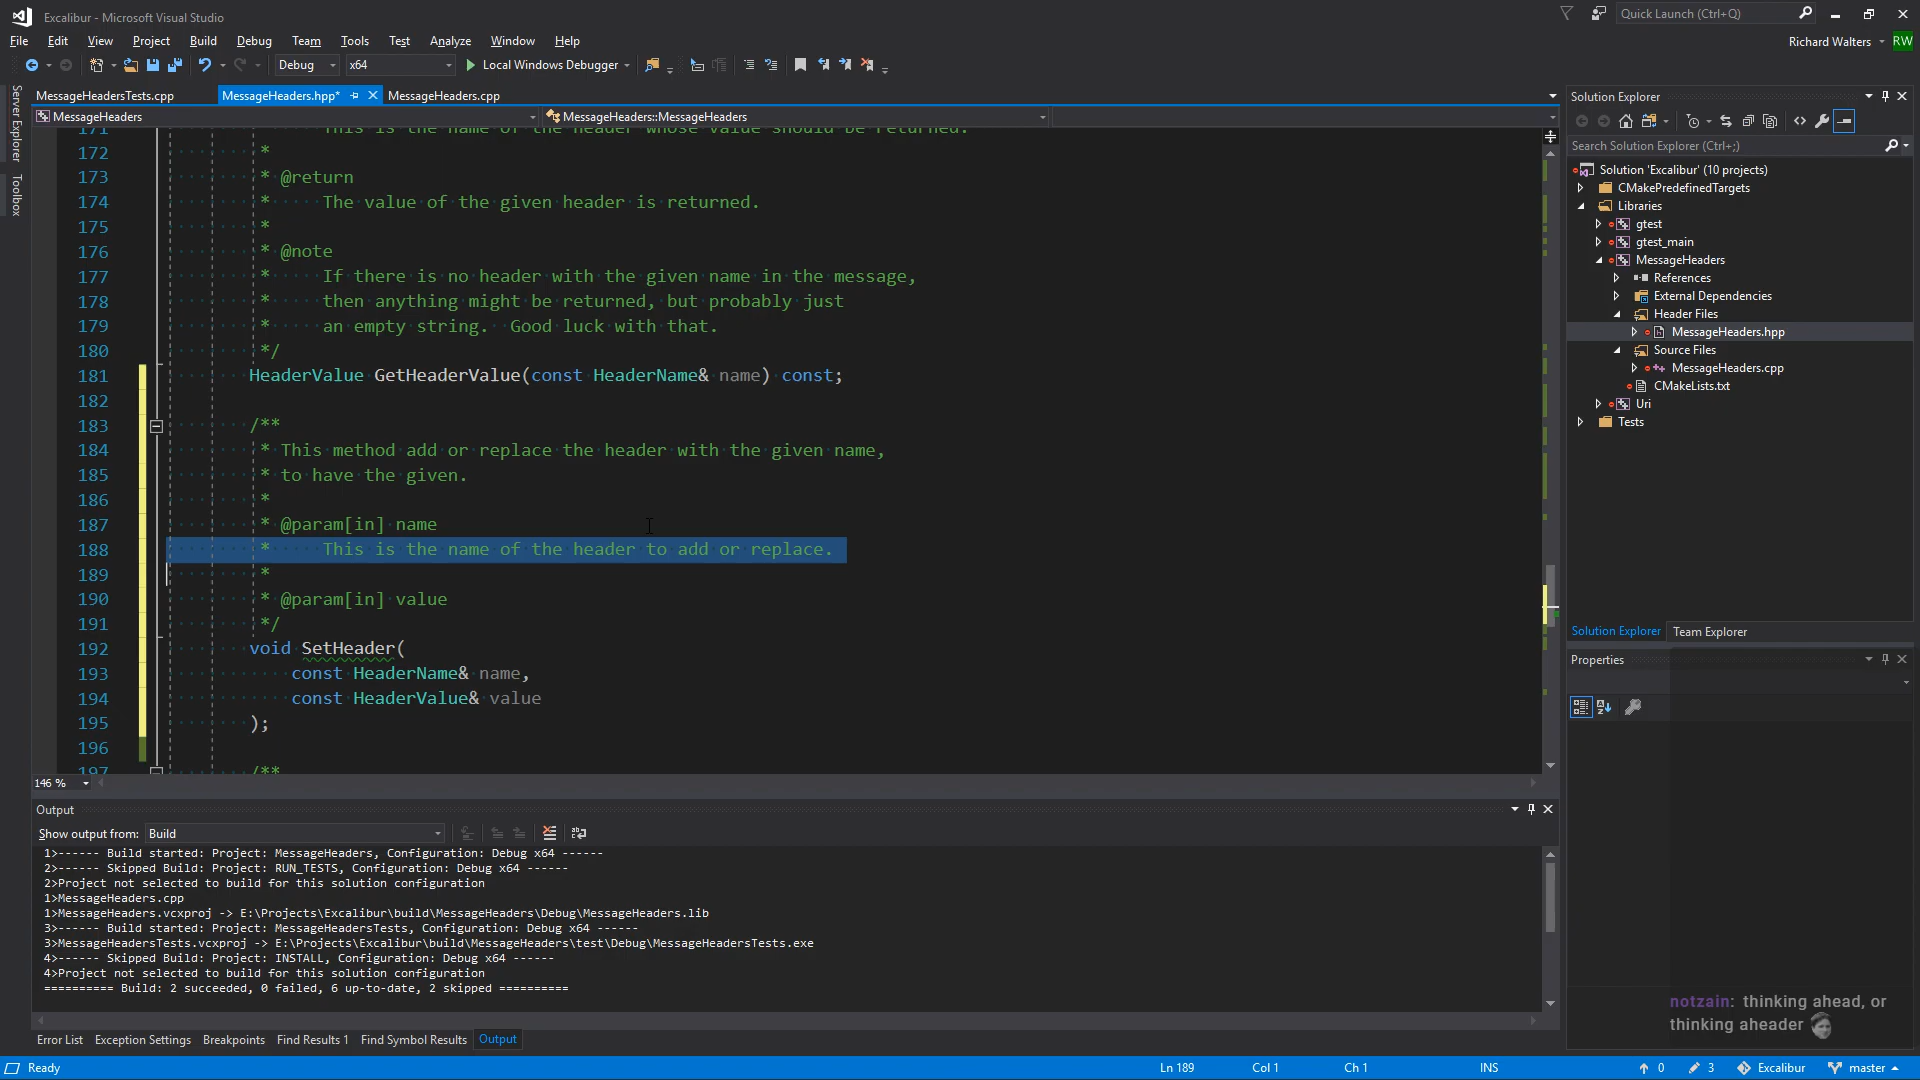 Excalibur - Microsoft Visual Studio
Quick Launch (Ctrl+Q)
File Edit View Project Build Debug Team Tools Test Analyze Window Help
Richard Walters RW
Debug x64 Local Windows Debugger
Server Explorer
Toolbox
MessageHeadersTests.cpp MessageHeaders.hpp* MessageHeaders.cpp
MessageHeaders MessageHeaders::MessageHeaders
171 This is the name of the header whose value should be returned.
172 *
173 * @return
174 * The value of the given header is returned.
175 *
176 * @note
177 * If there is no header with the given name in the message,
178 * then anything might be returned, but probably just
179 * an empty string. Good luck with that.
180 */
181 HeaderValue GetHeaderValue(const HeaderName& name) const;
182
183 /**
184 * This method add or replace the header with the given name,
185 * to have the given.
186 *
187 * @param[in] name
188 * This is the name of the header to add or replace.
189 *
190 * @param[in] value
191 */
192 void SetHeader(
193 const HeaderName& name,
194 const HeaderValue& value
195 );
196
197 /**
146 %
Solution Explorer
Search Solution Explorer (Ctrl+;)
Solution 'Excalibur' (10 projects)
CMakePredefinedTargets
Libraries
gtest
gtest_main
MessageHeaders
References
External Dependencies
Header Files
MessageHeaders.hpp
Source Files
MessageHeaders.cpp
CMakeLists.txt
Uri
Tests
Solution Explorer Team Explorer
Properties
Output
Show output from: Build
1>------ Build started: Project: MessageHeaders, Configuration: Debug x64 ------
2>------ Skipped Build: Project: RUN_TESTS, Configuration: Debug x64 ------
2>Project not selected to build for this solution configuration
1>MessageHeaders.cpp
1>MessageHeaders.vcxproj -> E:\Projects\Excalibur\build\MessageHeaders\Debug\MessageHeaders.lib
3>------ Build started: Project: MessageHeadersTests, Configuration: Debug x64 ------
3>MessageHeadersTests.vcxproj -> E:\Projects\Excalibur\build\MessageHeaders\test\Debug\MessageHeadersTests.exe
4>------ Skipped Build: Project: INSTALL, Configuration: Debug x64 ------
4>Project not selected to build for this solution configuration
========== Build: 2 succeeded, 0 failed, 6 up-to-date, 2 skipped ==========
notzain: thinking ahead, or
thinking aheader
Error List Exception Settings Breakpoints Find Results 1 Find Symbol Results Output
Ready Ln 189 Col 1 Ch 1 INS 0 3 Excalibur master